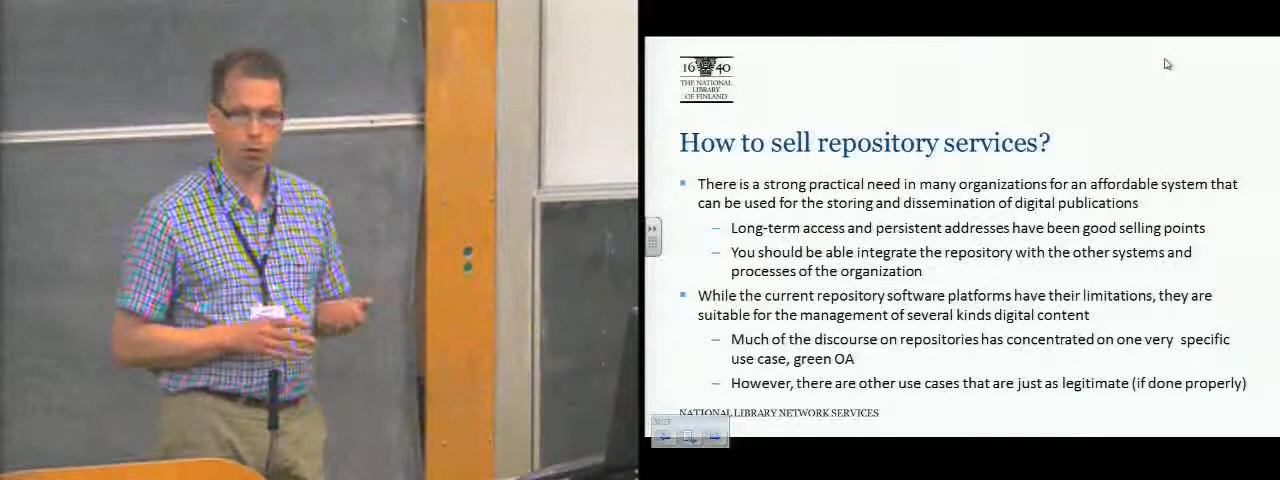 16 40
THE NATIONAL
LIBRARY
OF FINLAND
How to sell repository services?
There is a strong practical need in many organizations for an affordable system that
can be used for the storing and dissemination of digital publications
– Long-term access and persistent addresses have been good selling points
– You should be able integrate the repository with the other systems and
processes of the organization
While the current repository software platforms have their limitations, they are
suitable for the management of several kinds digital content
– Much of the discourse on repositories has concentrated on one very specific
use case, green OA
– However, there are other use cases that are just as legitimate (if done properly)
NATIONAL LIBRARY NETWORK SERVICES